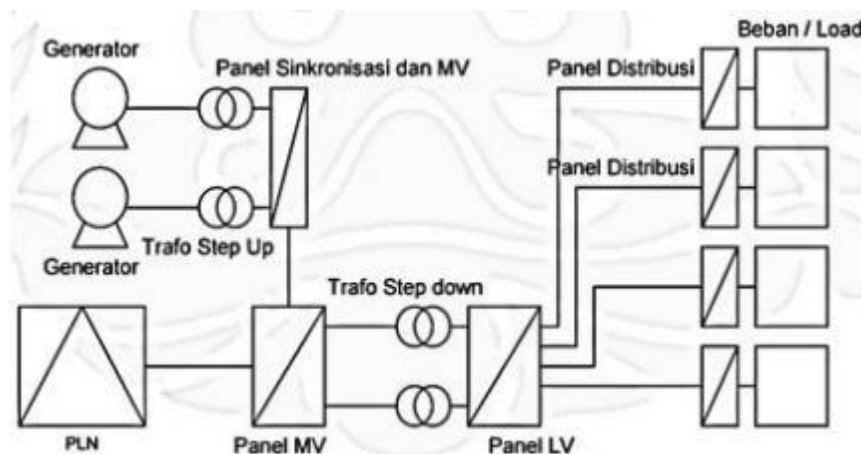 Generator
Panel Sinkronisasi dan MV
Beban / Load
Panel Distribusi
Panel Distribusi
Trafo Step Up
Generator
Trafo Step down
PLN
Panel MV
Panel LV